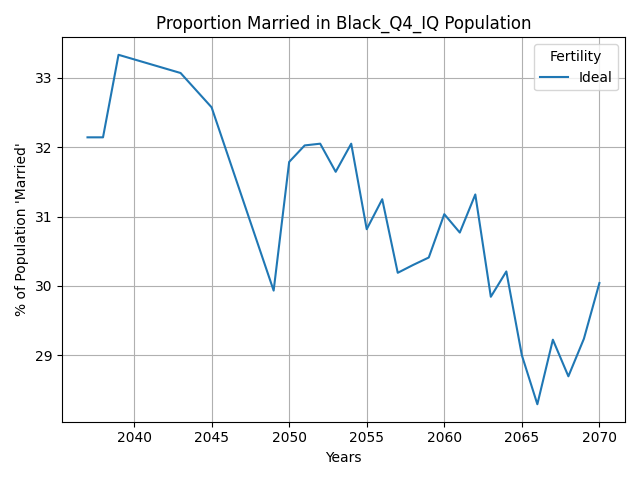 Proportion Married in Black_Q4_IQ Population
Fertility
Ideal
% of Population 'Married'
33
32
31
30
29
2040 2045 2050 2055 2060 2065 2070
Years